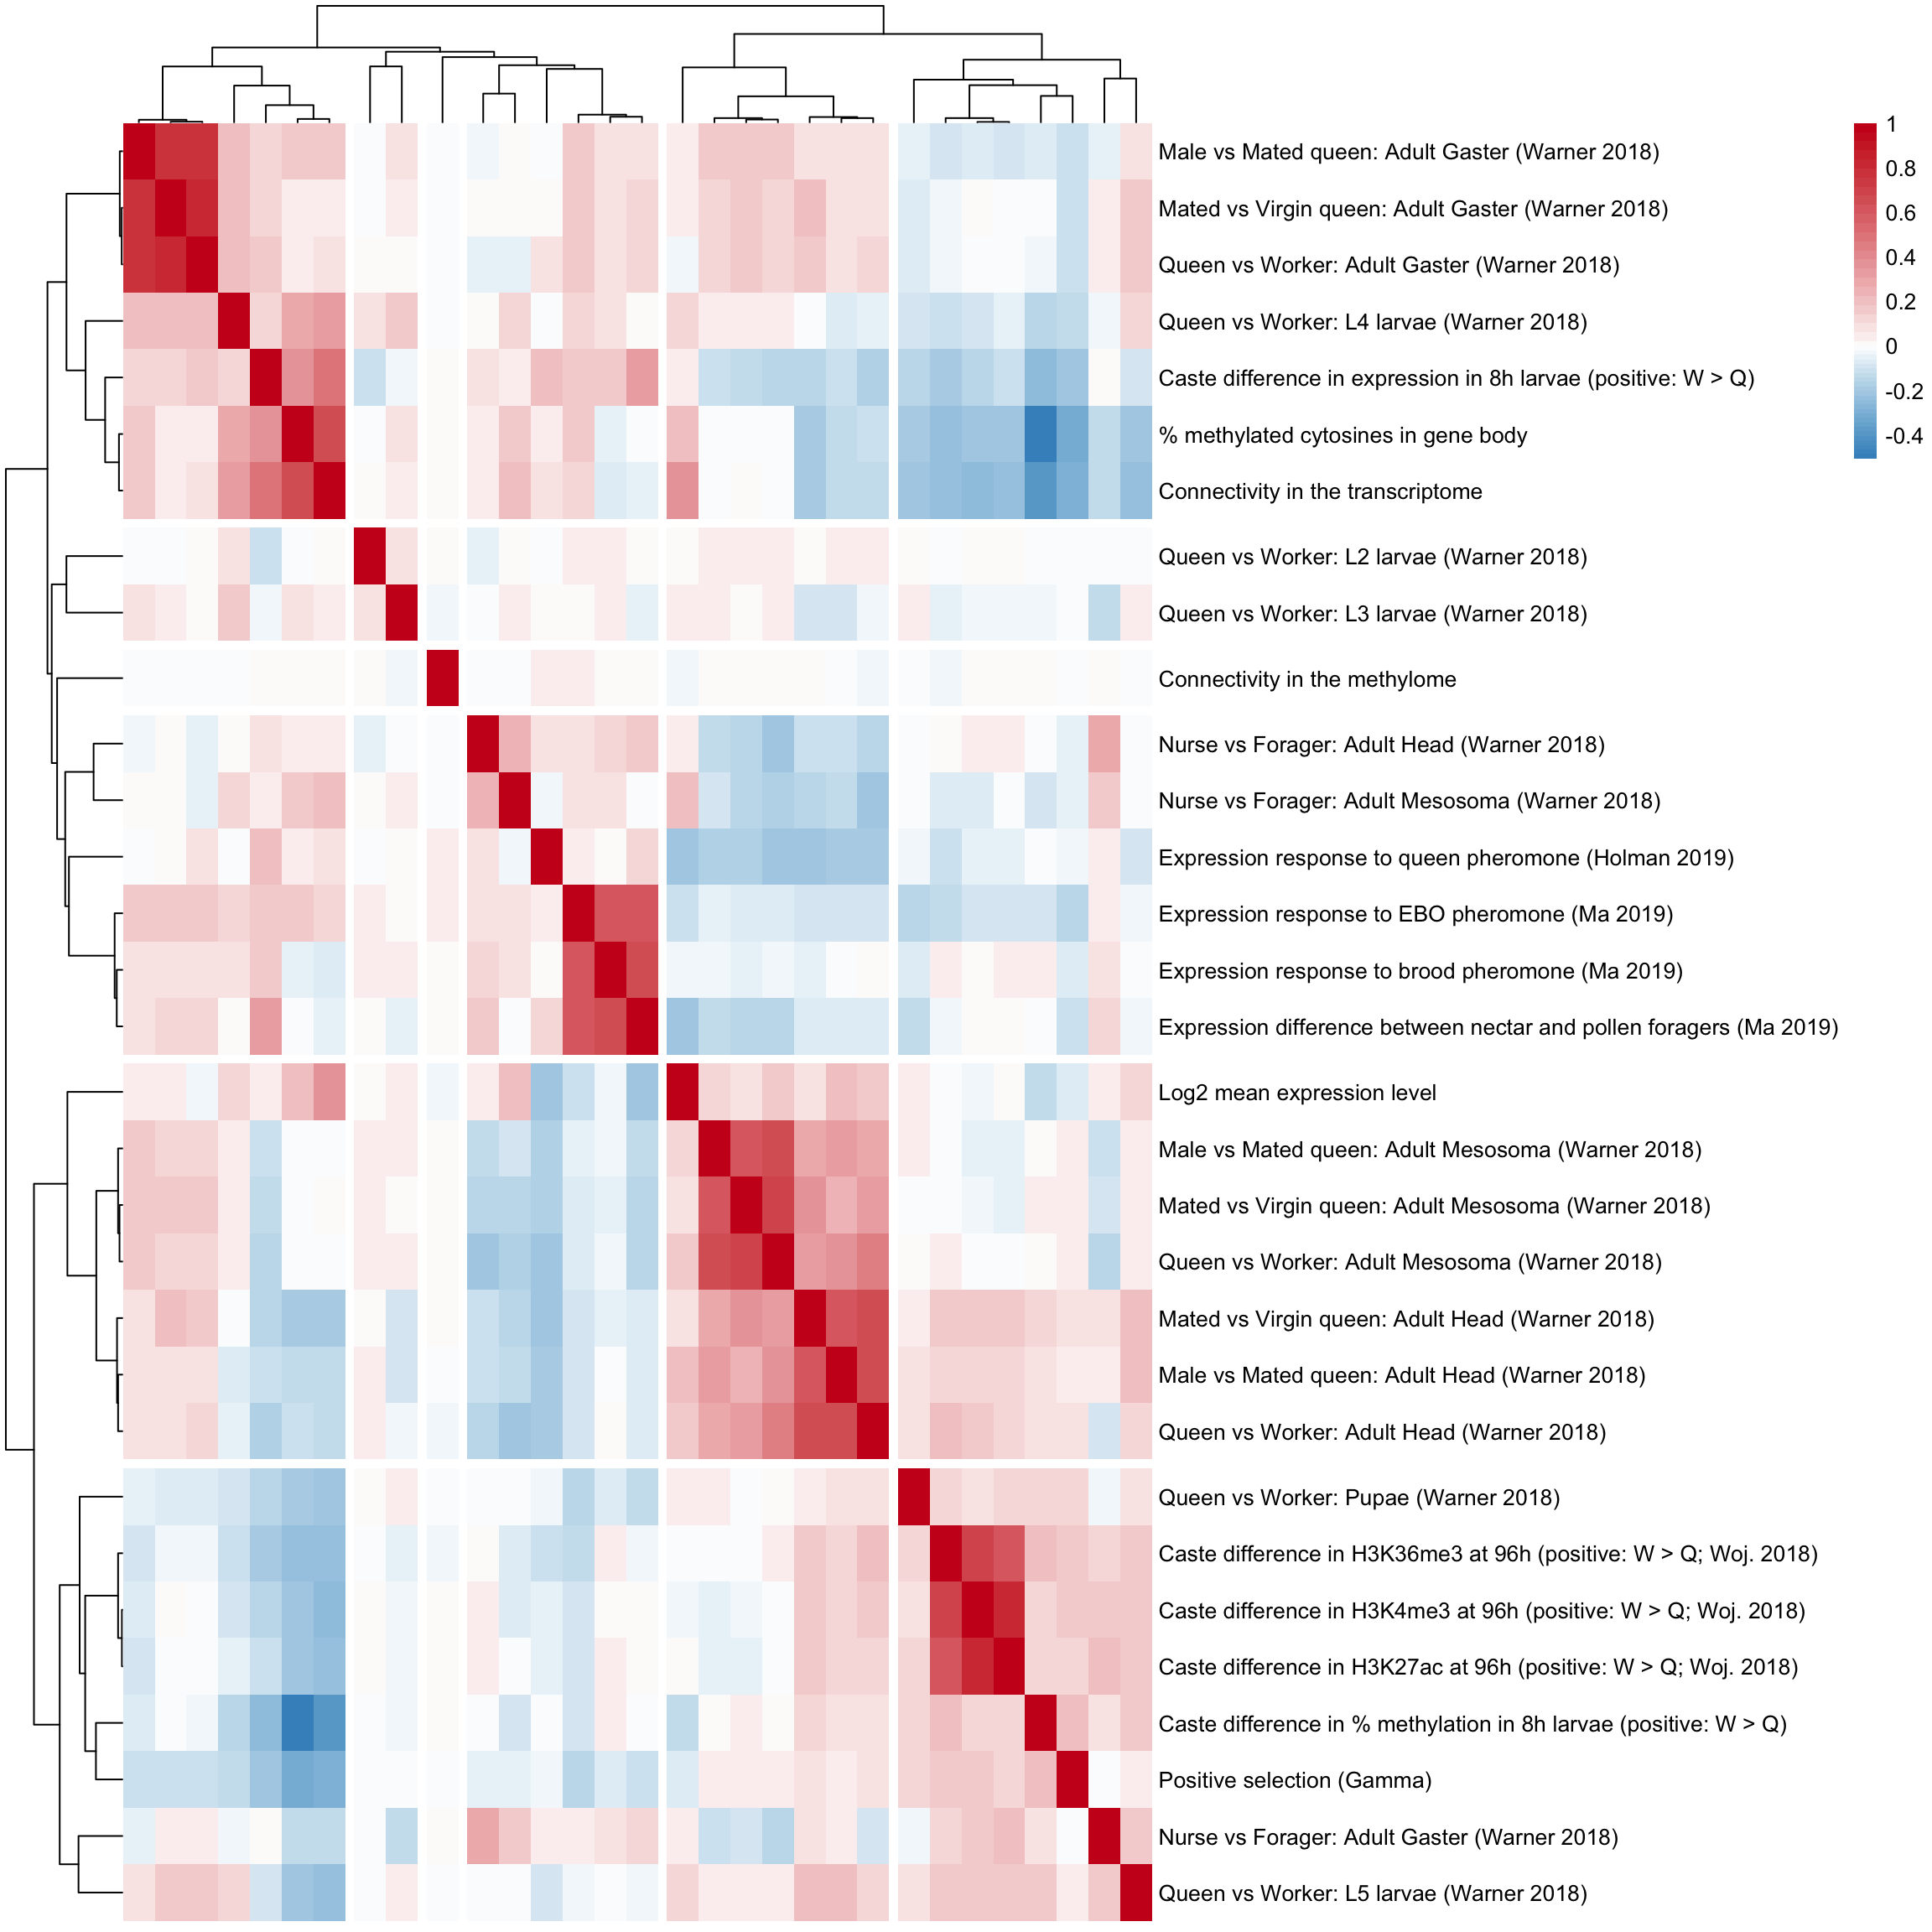 Male vs Mated queen: Adult Gaster (Warner 2018)
Mated vs Virgin queen: Adult Gaster (Warner 2018)
Queen vs Worker: Adult Gaster (Warner 2018)
Queen vs Worker: L4 larvae (Warner 2018)
Caste difference in expression in 8h larvae (positive: W > Q)
% methylated cytosines in gene body
Connectivity in the transcriptome
Queen vs Worker: L2 larvae (Warner 2018)
Queen vs Worker: L3 larvae (Warner 2018)
Connectivity in the methylome
Nurse vs Forager: Adult Head (Warner 2018)
Nurse vs Forager: Adult Mesosoma (Warner 2018)
Expression response to queen pheromone (Holman 2019)
Expression response to EBO pheromone (Ma 2019)
Expression response to brood pheromone (Ma 2019)
Expression difference between nectar and pollen foragers (Ma 2019)
Log2 mean expression level
Male vs Mated queen: Adult Mesosoma (Warner 2018)
Mated vs Virgin queen: Adult Mesosoma (Warner 2018)
Queen vs Worker: Adult Mesosoma (Warner 2018)
Mated vs Virgin queen: Adult Head (Warner 2018)
Male vs Mated queen: Adult Head (Warner 2018)
Queen vs Worker: Adult Head (Warner 2018)
Queen vs Worker: Pupae (Warner 2018)
Caste difference in H3K36me3 at 96h (positive: W > Q; Woj. 2018)
Caste difference in H3K4me3 at 96h (positive: W > Q; Woj. 2018)
Caste difference in H3K27ac at 96h (positive: W > Q; Woj. 2018)
Caste difference in % methylation in 8h larvae (positive: W > Q)
Positive selection (Gamma)
Nurse vs Forager: Adult Gaster (Warner 2018)
Queen vs Worker: L5 larvae (Warner 2018)
1
0.8
0.6
0.4
0.2
0
-0.2
-0.4